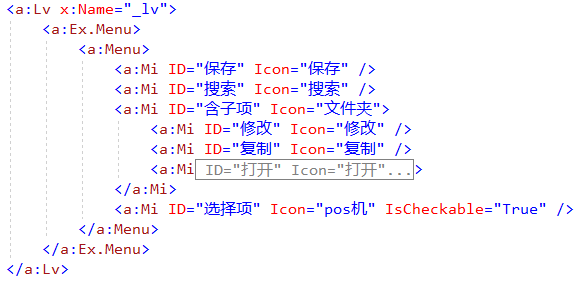 <a:Lv x:Name="_lv">
<a:Ex.Menu>
<a:Menu>
<a:Mi ID="保存" Icon="保存" />
<a:Mi ID="搜索" Icon="搜索" />
<a:Mi ID="含子项" Icon="文件夹">
<a:Mi ID="修改" Icon="修改" />
<a:Mi ID="复制" Icon="复制" />
<a:Mi ID="打开" Icon="打开"...>
</a:Mi>
<a:Mi ID="选择项" Icon="pos机" IsCheckable="True" />
</a:Menu>
</a:Ex.Menu>
</a:Lv>